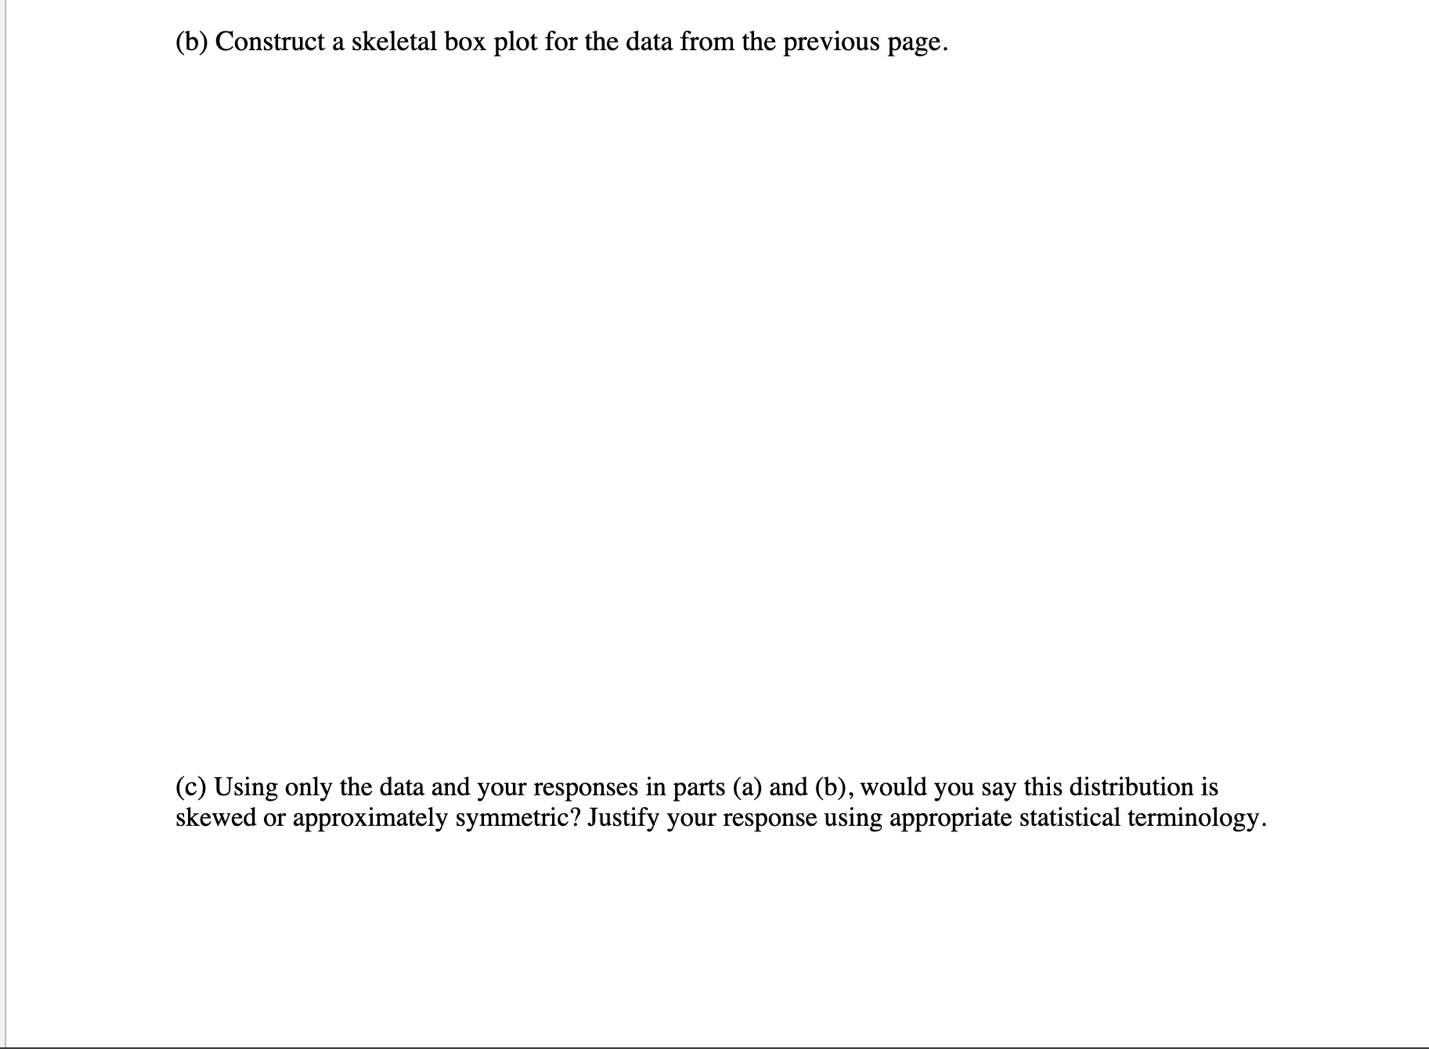 (b) Construct a skeletal box plot for the data from the previous page.
(c) Using only the data and your responses in parts (a) and (b), would you say this distribution is
skewed or approximately symmetric? Justify your response using appropriate statistical terminology.